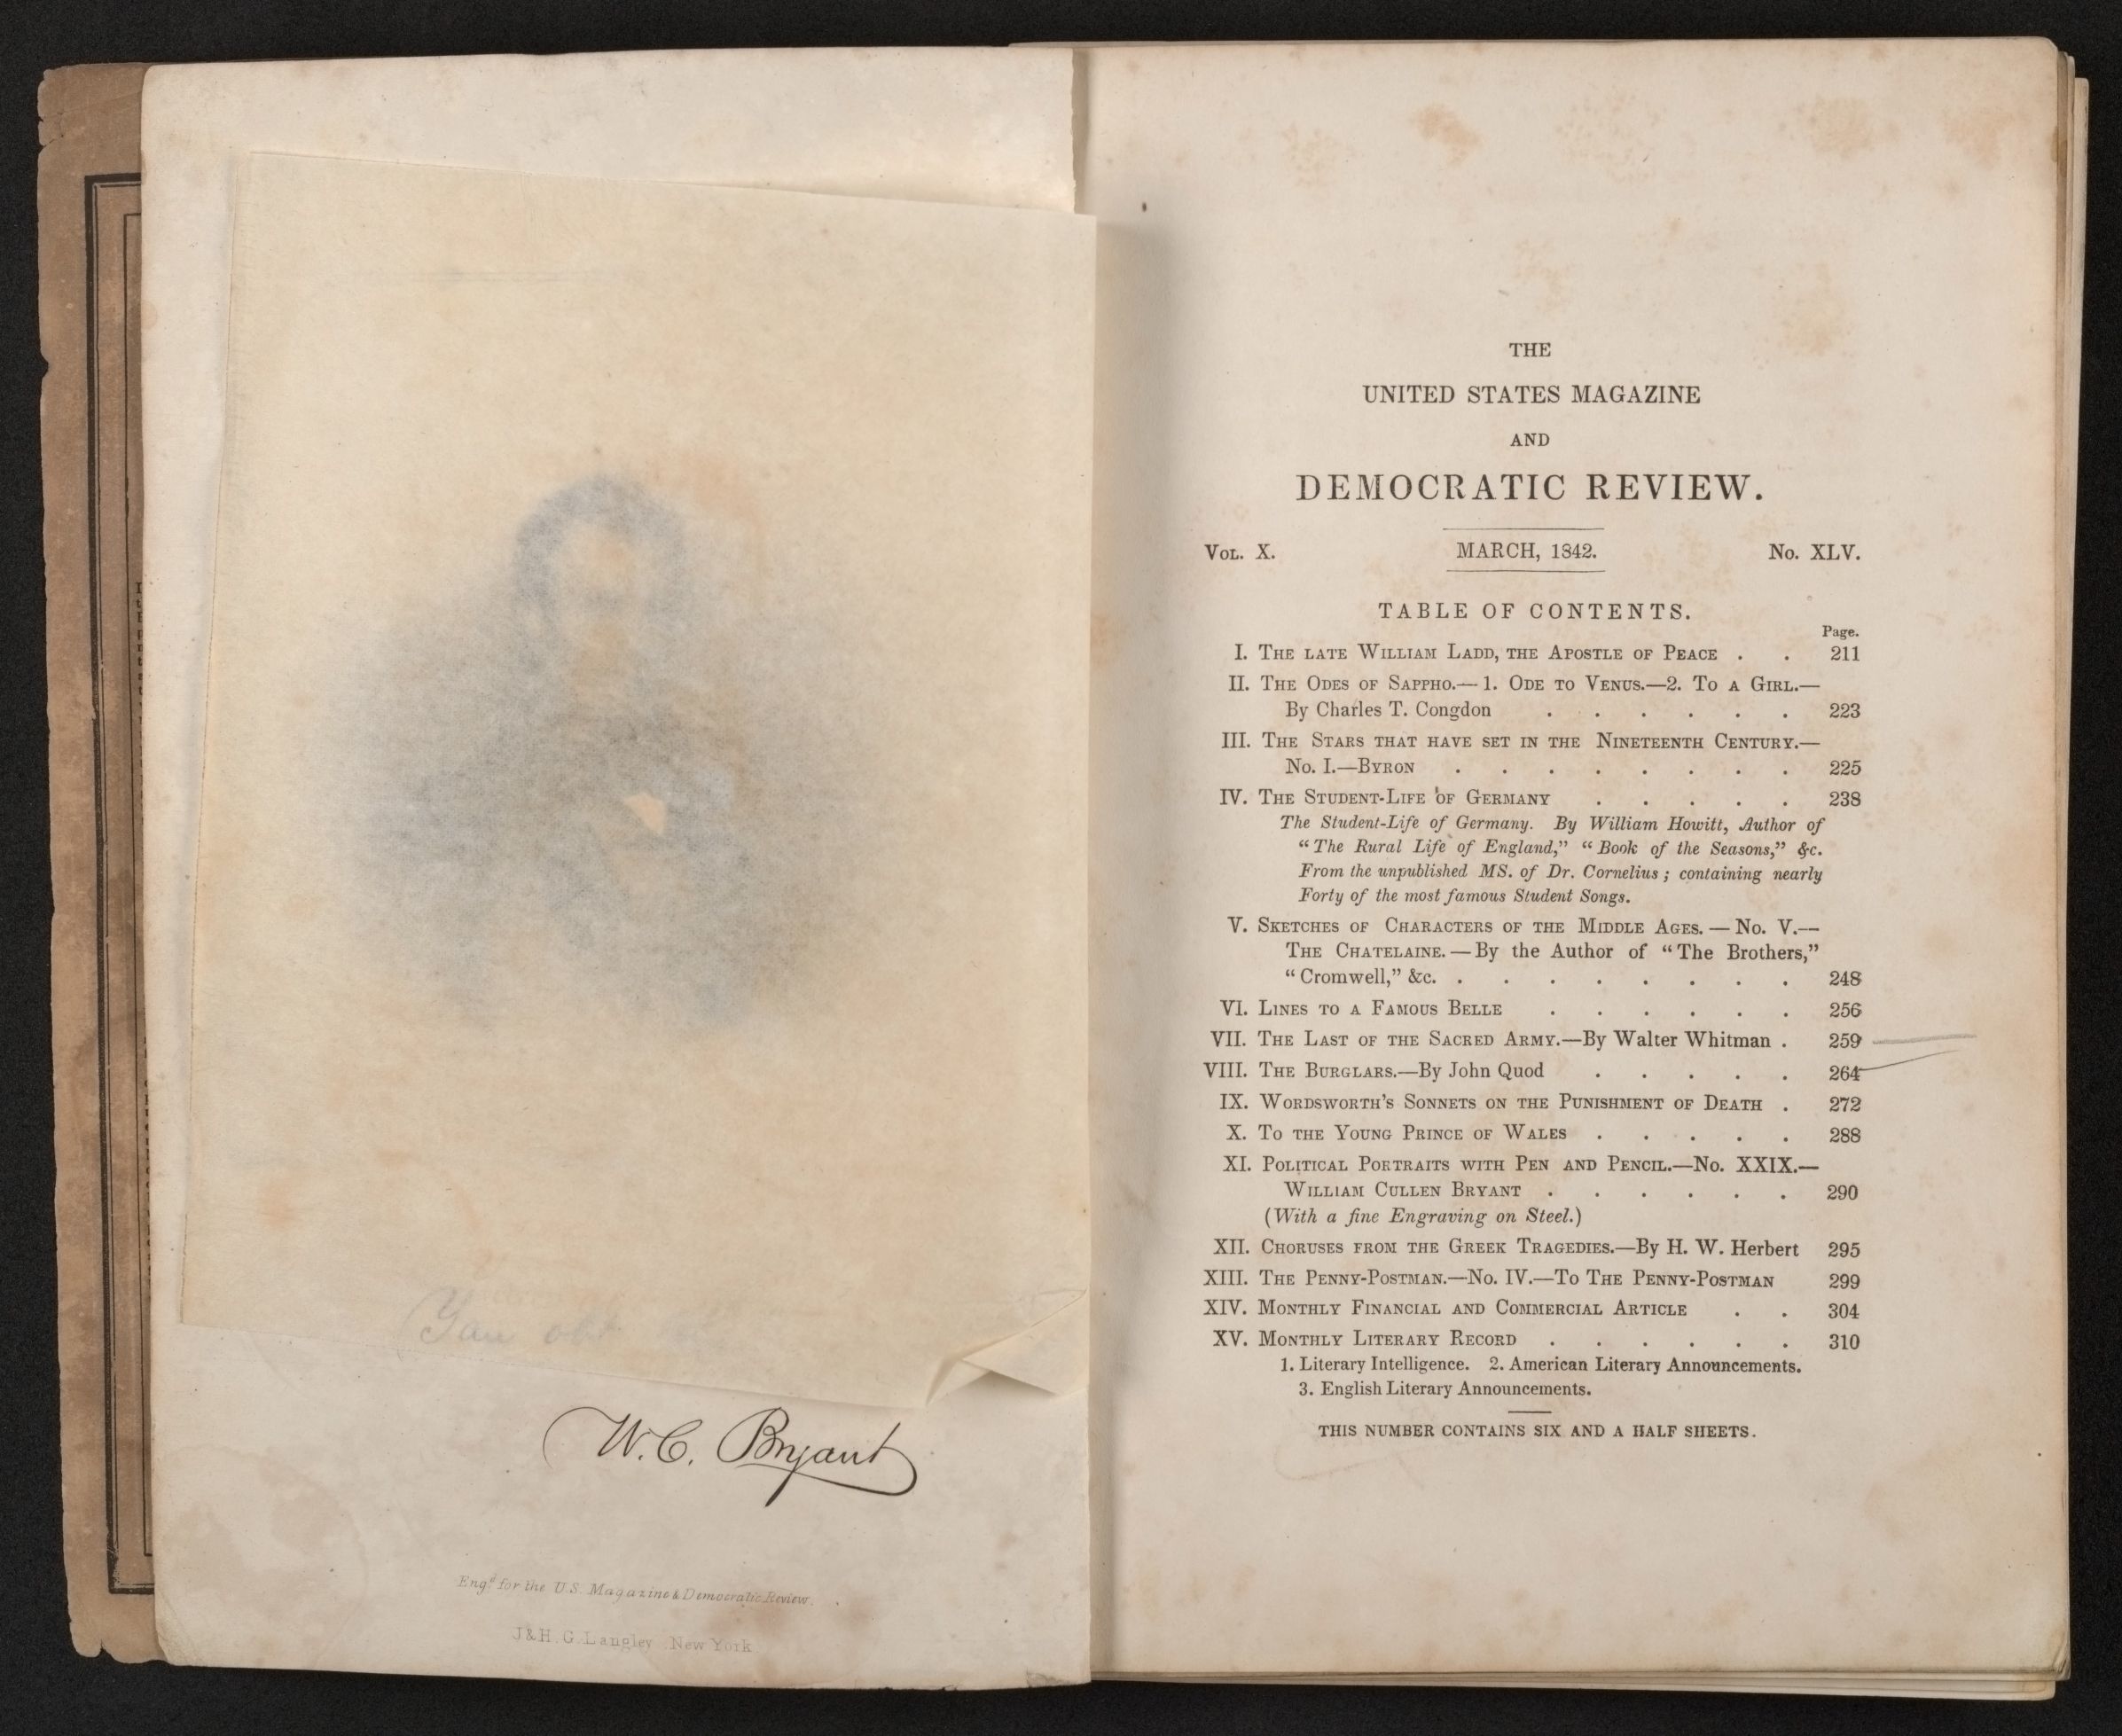 Your obt
W. C. Bryant
Eng.d for the U.S. Magazine & Democratic Review.
J & H. G. Langley New York
THE
UNITED STATES MAGAZINE
AND
DEMOCRATIC REVIEW.
VOL. X. MARCH, 1842. No. XLV.
TABLE OF CONTENTS.
Page.
I. THE LATE WILLIAM LADD, THE APOSTLE OF PEACE . . 211
II. THE ODES OF SAPPHO.—1. ODE TO VENUS.—2. TO A GIRL.—
By Charles T. Congdon . . . . . . 223
III. THE STARS THAT HAVE SET IN THE NINETEENTH CENTURY.—
No. I.—BYRON . . . . . . . . 225
IV. THE STUDENT-LIFE OF GERMANY . . . . . 238
The Student-Life of Germany. By William Howitt, Author of
“The Rural Life of England,” “Book of the Seasons,” &c.
From the unpublished MS. of Dr. Cornelius; containing nearly
Forty of the most famous Student Songs.
V. SKETCHES OF CHARACTERS OF THE MIDDLE AGES.—No. V.—
THE CHATELAINE.—By the Author of “The Brothers,”
“Cromwell,” &c. . . . . . . . . 248
VI. LINES TO A FAMOUS BELLE . . . . . . 256
VII. THE LAST OF THE SACRED ARMY.—By Walter Whitman . 259
VIII. THE BURGLARS.—By John Quod . . . . . 264
IX. WORDSWORTH’S SONNETS ON THE PUNISHMENT OF DEATH . 272
X. TO THE YOUNG PRINCE OF WALES . . . . . 288
XI. POLITICAL PORTRAITS WITH PEN AND PENCIL.—No. XXIX.—
WILLIAM CULLEN BRYANT . . . . . . 290
(With a fine Engraving on Steel.)
XII. CHORUSES FROM THE GREEK TRAGEDIES.—By H. W. Herbert 295
XIII. THE PENNY-POSTMAN.—No. IV.—TO THE PENNY-POSTMAN 299
XIV. MONTHLY FINANCIAL AND COMMERCIAL ARTICLE . . 304
XV. MONTHLY LITERARY RECORD . . . . . . 310
1. Literary Intelligence. 2. American Literary Announcements.
3. English Literary Announcements.
THIS NUMBER CONTAINS SIX AND A HALF SHEETS.